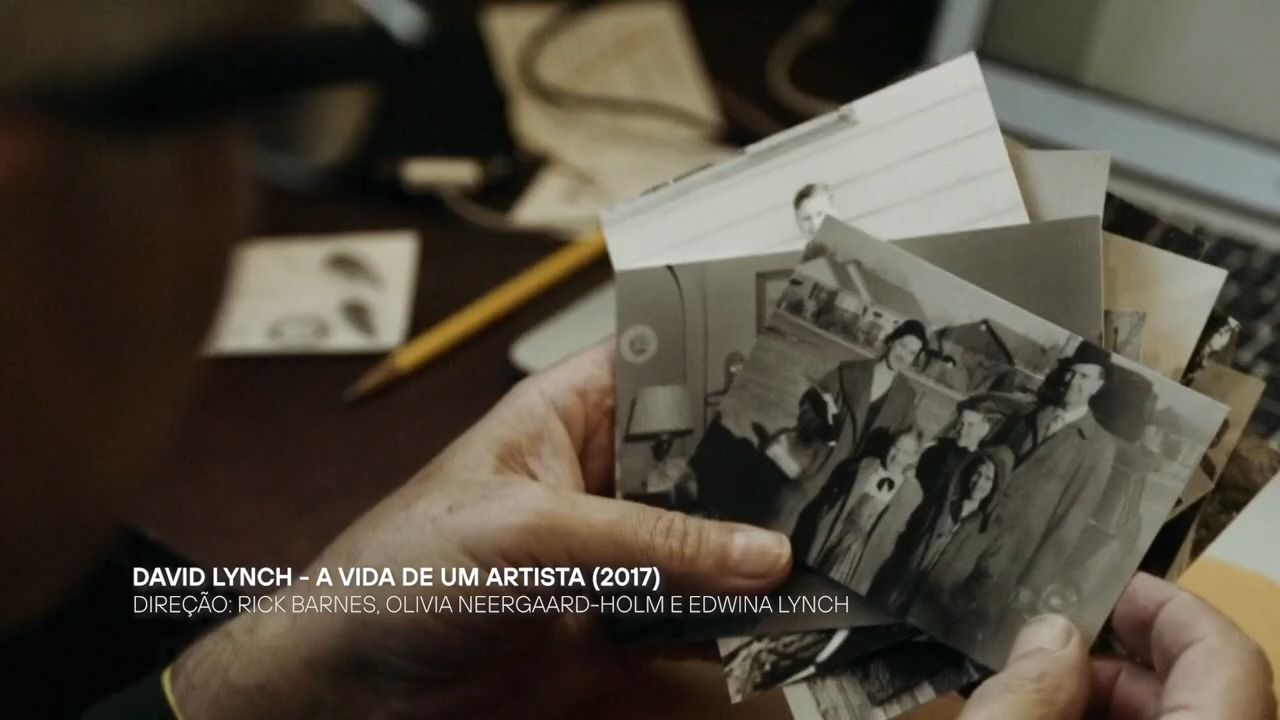 DAVID LYNCH - A VIDA DE UM ARTISTA (2017)
DIREÇÃO: RICK BARNES, OLIVIA NEERGAARD-HOLM E EDWINA LYNCH